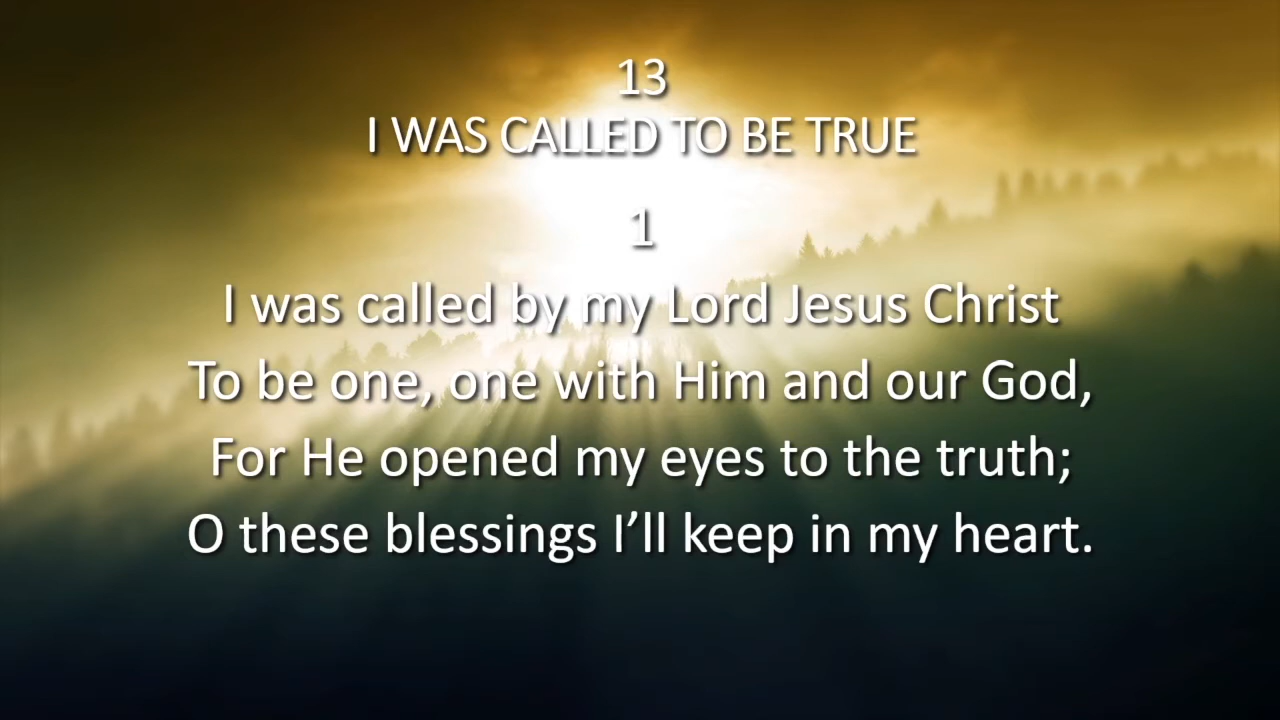 13
I WAS CALLED TO BE TRUE
1
I was called by my Lord Jesus Christ
To be one, one with Him and our God,
For He opened my eyes to the truth;
O these blessings I’ll keep in my heart.